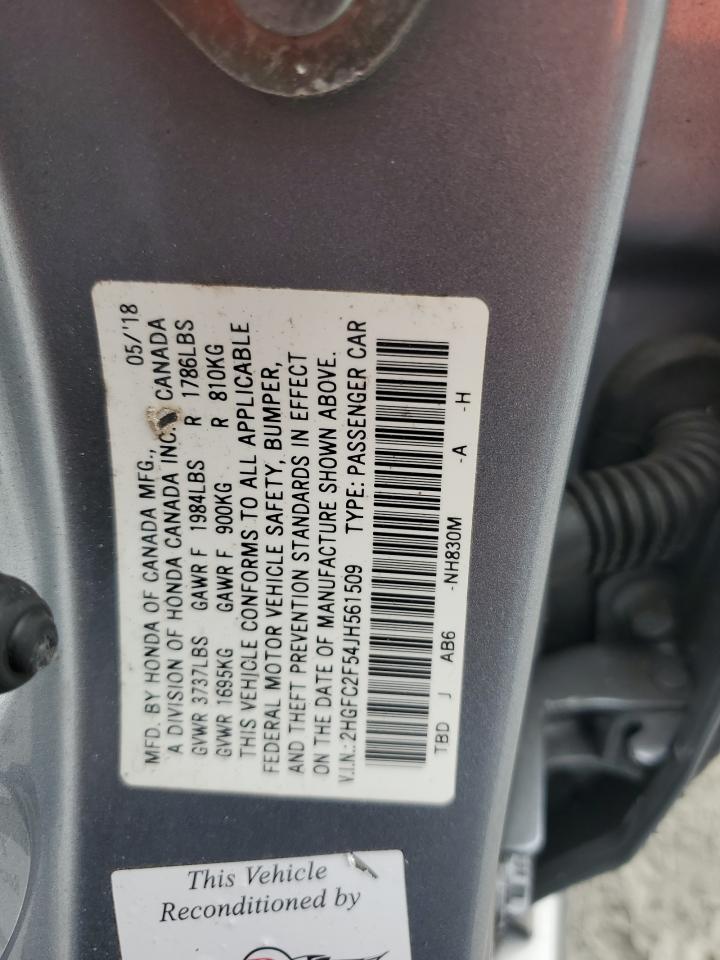 MFD. BY HONDA OF CANADA MFG., 05/'18
A DIVISION OF HONDA CANADA INC. CANADA
GVWR 3737LBS GAWR F 1984LBS R 1786LBS
GVWR 1695KG GAWR F 900KG R 810KG
THIS VEHICLE CONFORMS TO ALL APPLICABLE
FEDERAL MOTOR VEHICLE SAFETY, BUMPER,
AND THEFT PREVENTION STANDARDS IN EFFECT
ON THE DATE OF MANUFACTURE SHOWN ABOVE.
V.I.N.: 2HGFC2F54JH561509 TYPE: PASSENGER CAR
TBD J AB6 -NH830M -A -H
This Vehicle
Reconditioned by